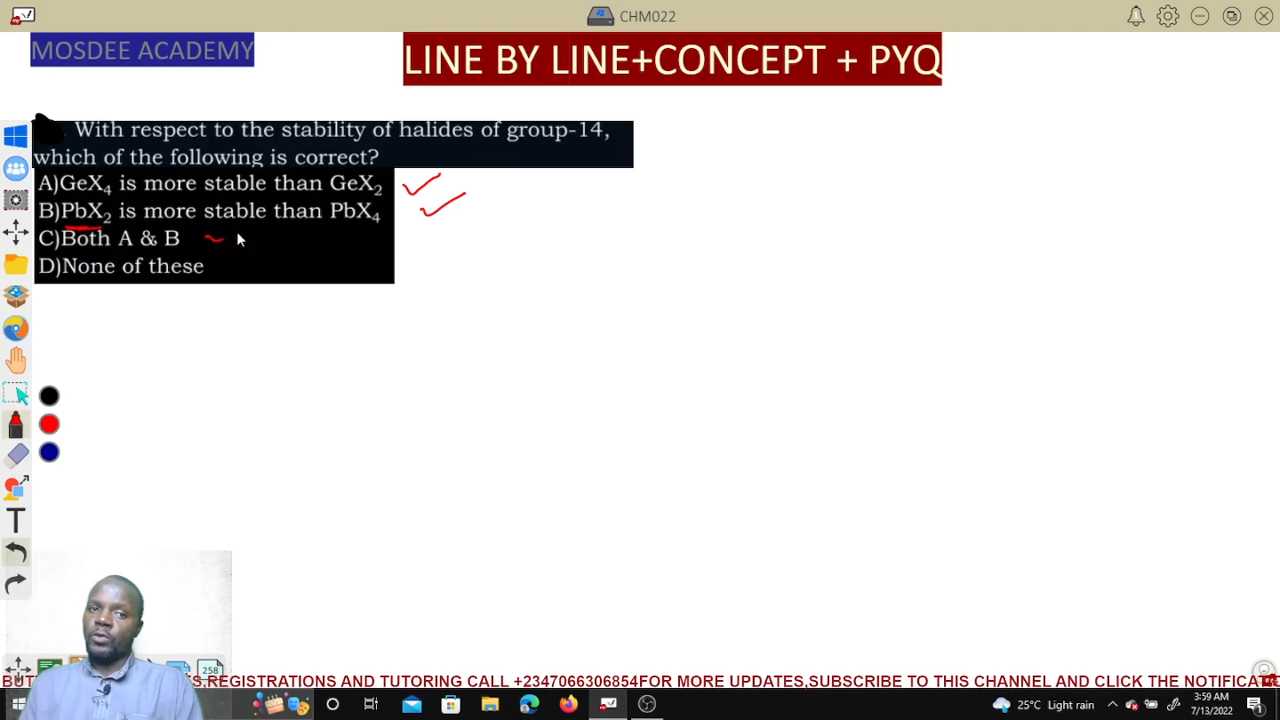 CHM022
MOSDEE ACADEMY
LINE BY LINE+CONCEPT + PYQ
With respect to the stability of halides of group-14,
which of the following is correct?
A)GeX₄ is more stable than GeX₂
B)PbX₂ is more stable than PbX₄
C)Both A & B
D)None of these
T
258
REGISTRATIONS AND TUTORING CALL +2347066306854FOR MORE UPDATES,SUBSCRIBE TO THIS CHANNEL AND CLICK THE
25°C Light rain
3:59 AM
7/13/2022